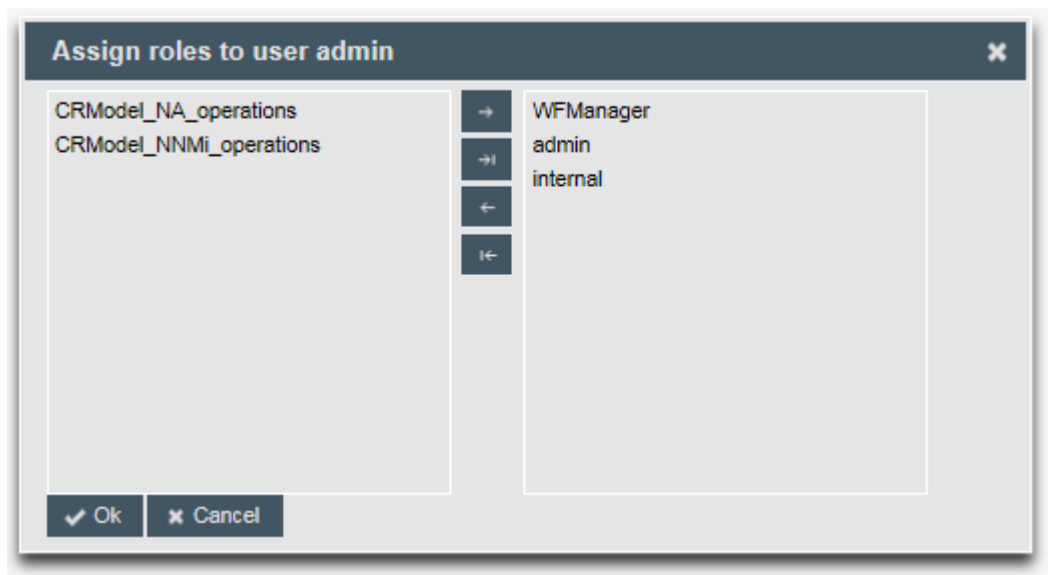 Assign roles to user admin
CRModel_NA_operations
CRModel_NNMi_operations
WFManager
admin
internal
Ok
Cancel